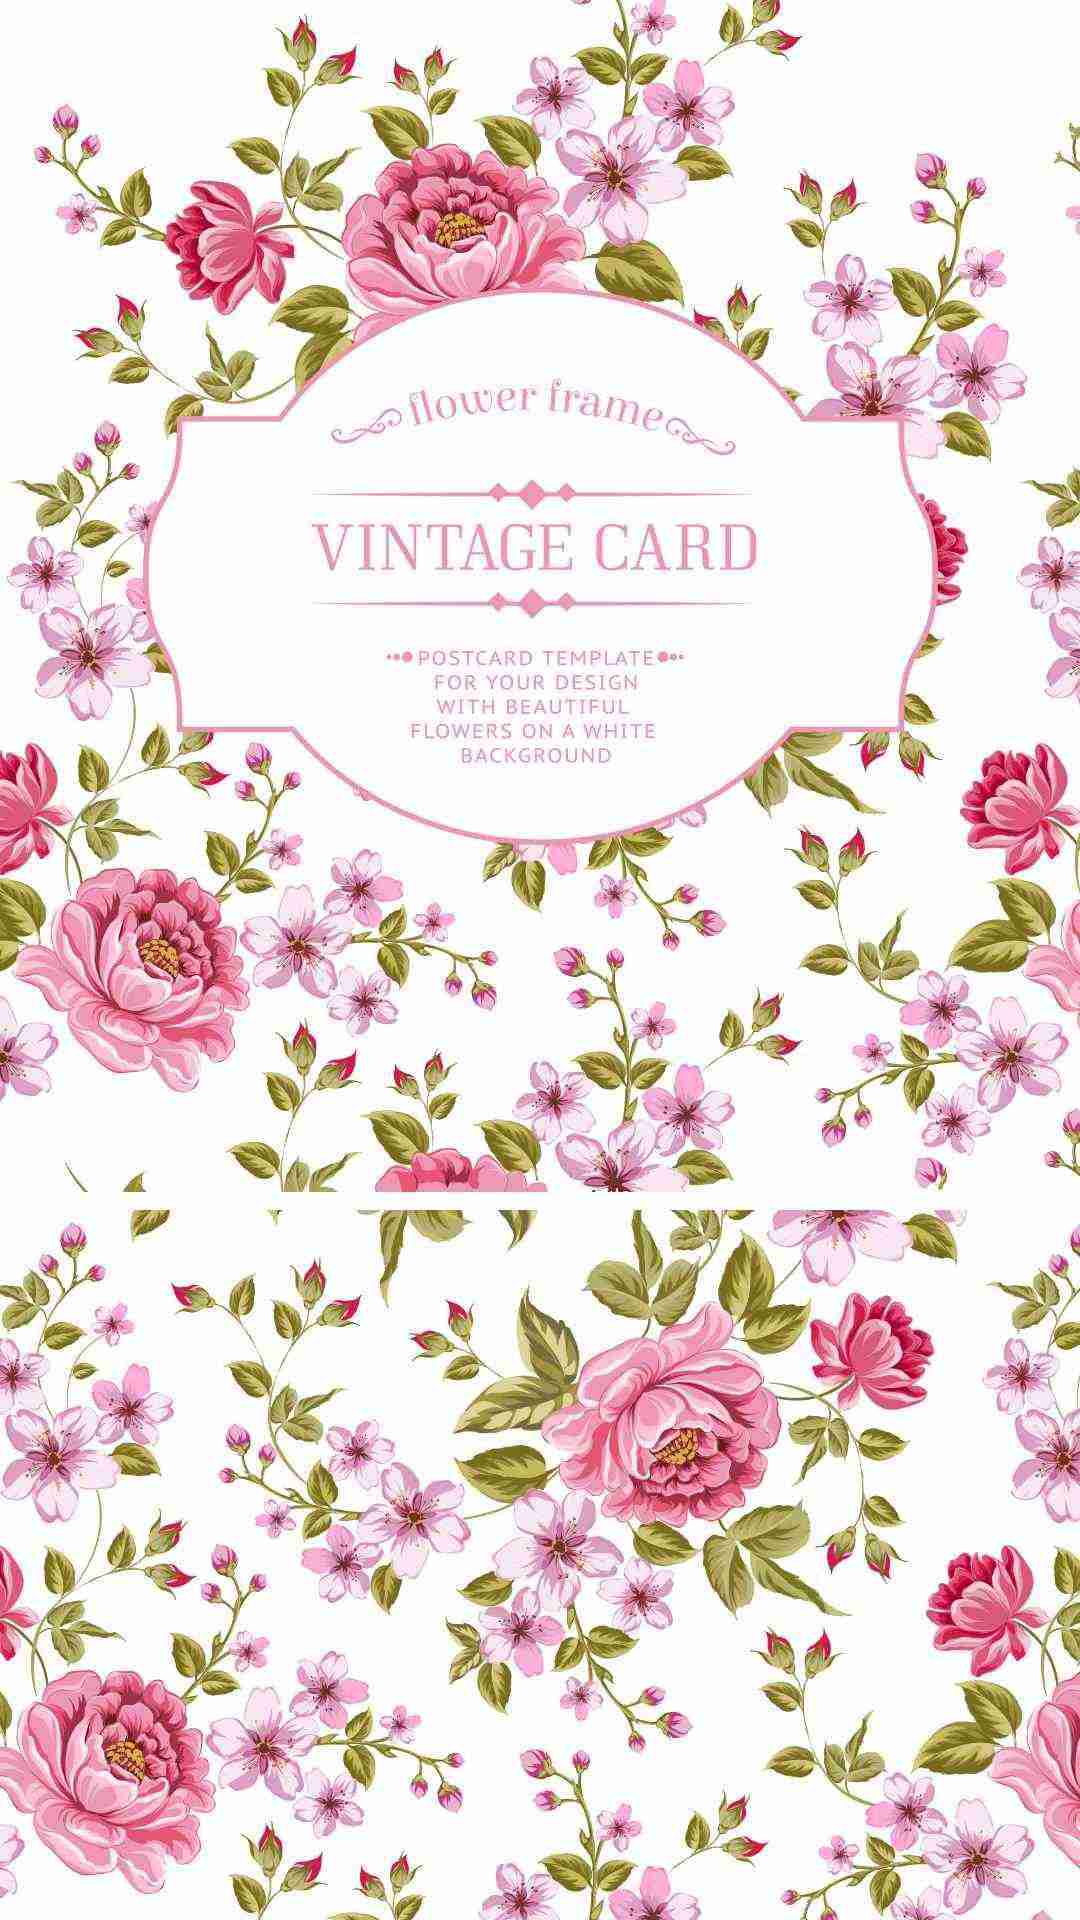 flower frame
VINTAGE CARD
POSTCARD TEMPLATE
FOR YOUR DESIGN
WITH BEAUTIFUL
FLOWERS ON A WHITE
BACKGROUND